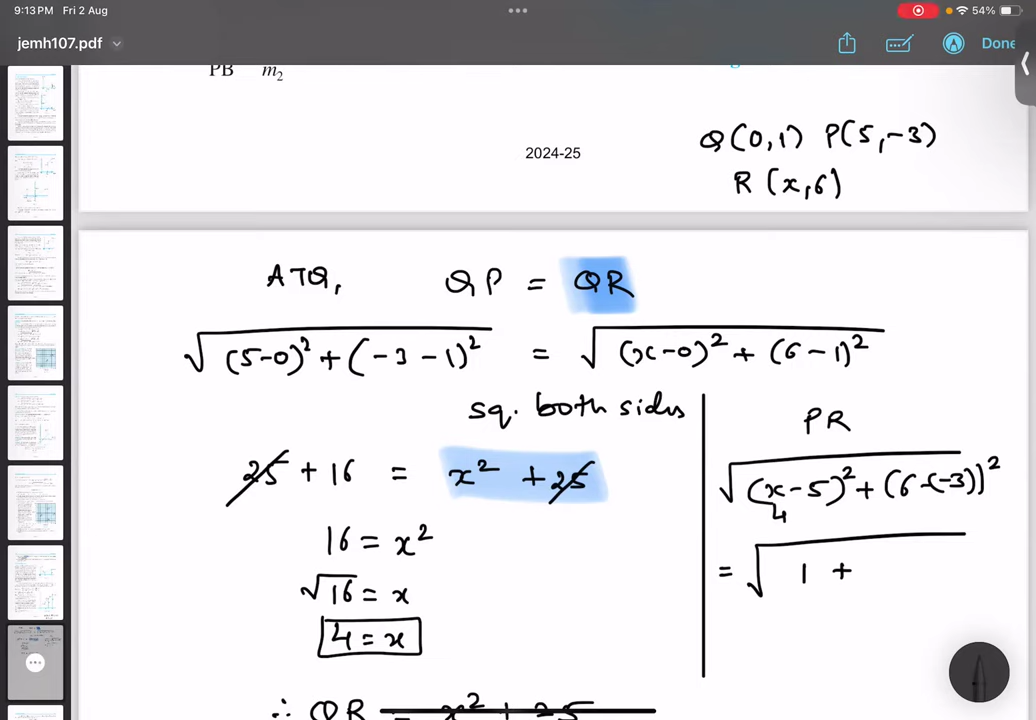 9:13 PM Fri 2 Aug
54%
jemh107.pdf
Done
PB m₂
2024-25
Q(0,1) P(5,-3)
R (x,6)
ATQ, QP = QR
√((5-0)² + (-3-1)²) = √((x-0)² + (6-1)²)
sq. both sides
25 + 16 = x² + 25
16 = x²
√16 = x
4 = x
∴ QR = x² + 25
PR
√((x-5)² + (6-(-3))²)
4
= √(1 +